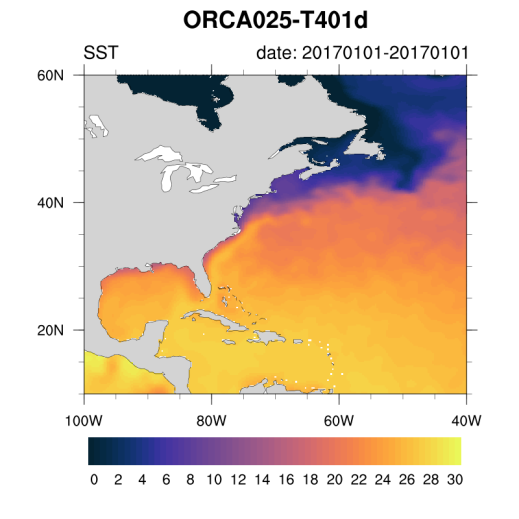 ORCA025-T401d
SST date: 20170101-20170101
60N
40N
20N
100W 80W 60W 40W
0 2 4 6 8 10 12 14 16 18 20 22 24 26 28 30